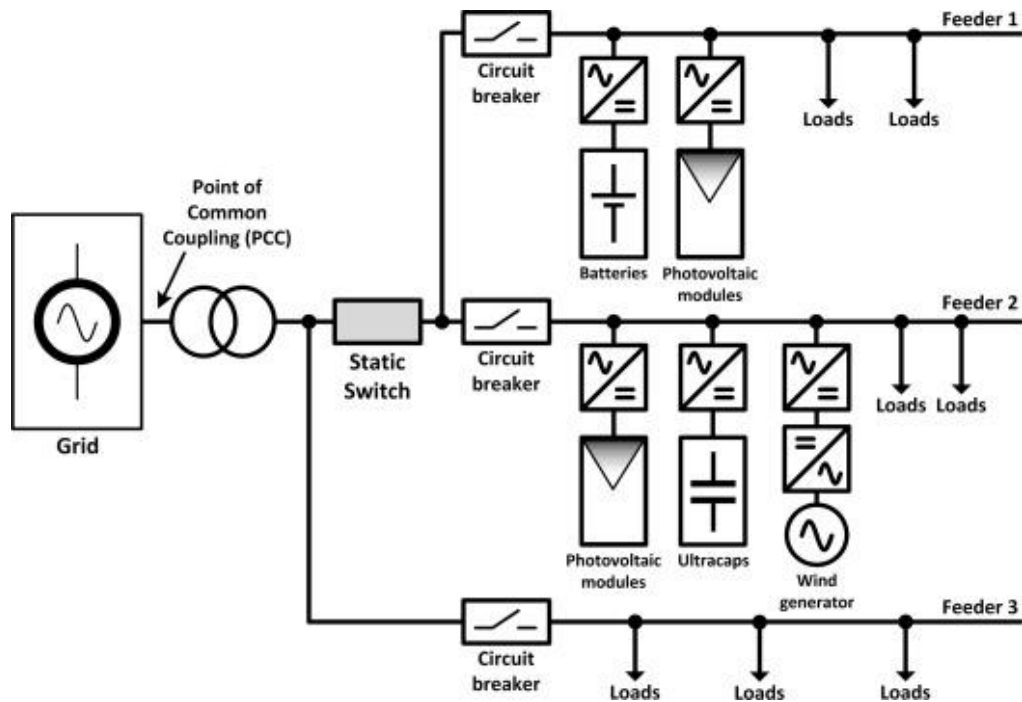 Feeder 1
Circuit
breaker
Loads
Loads
Batteries
Photovoltaic
modules
Point of
Common
Coupling (PCC)
Grid
Static
Switch
Feeder 2
Circuit
breaker
Loads
Loads
Photovoltaic
modules
Ultracaps
Wind
generator
Feeder 3
Circuit
breaker
Loads
Loads
Loads